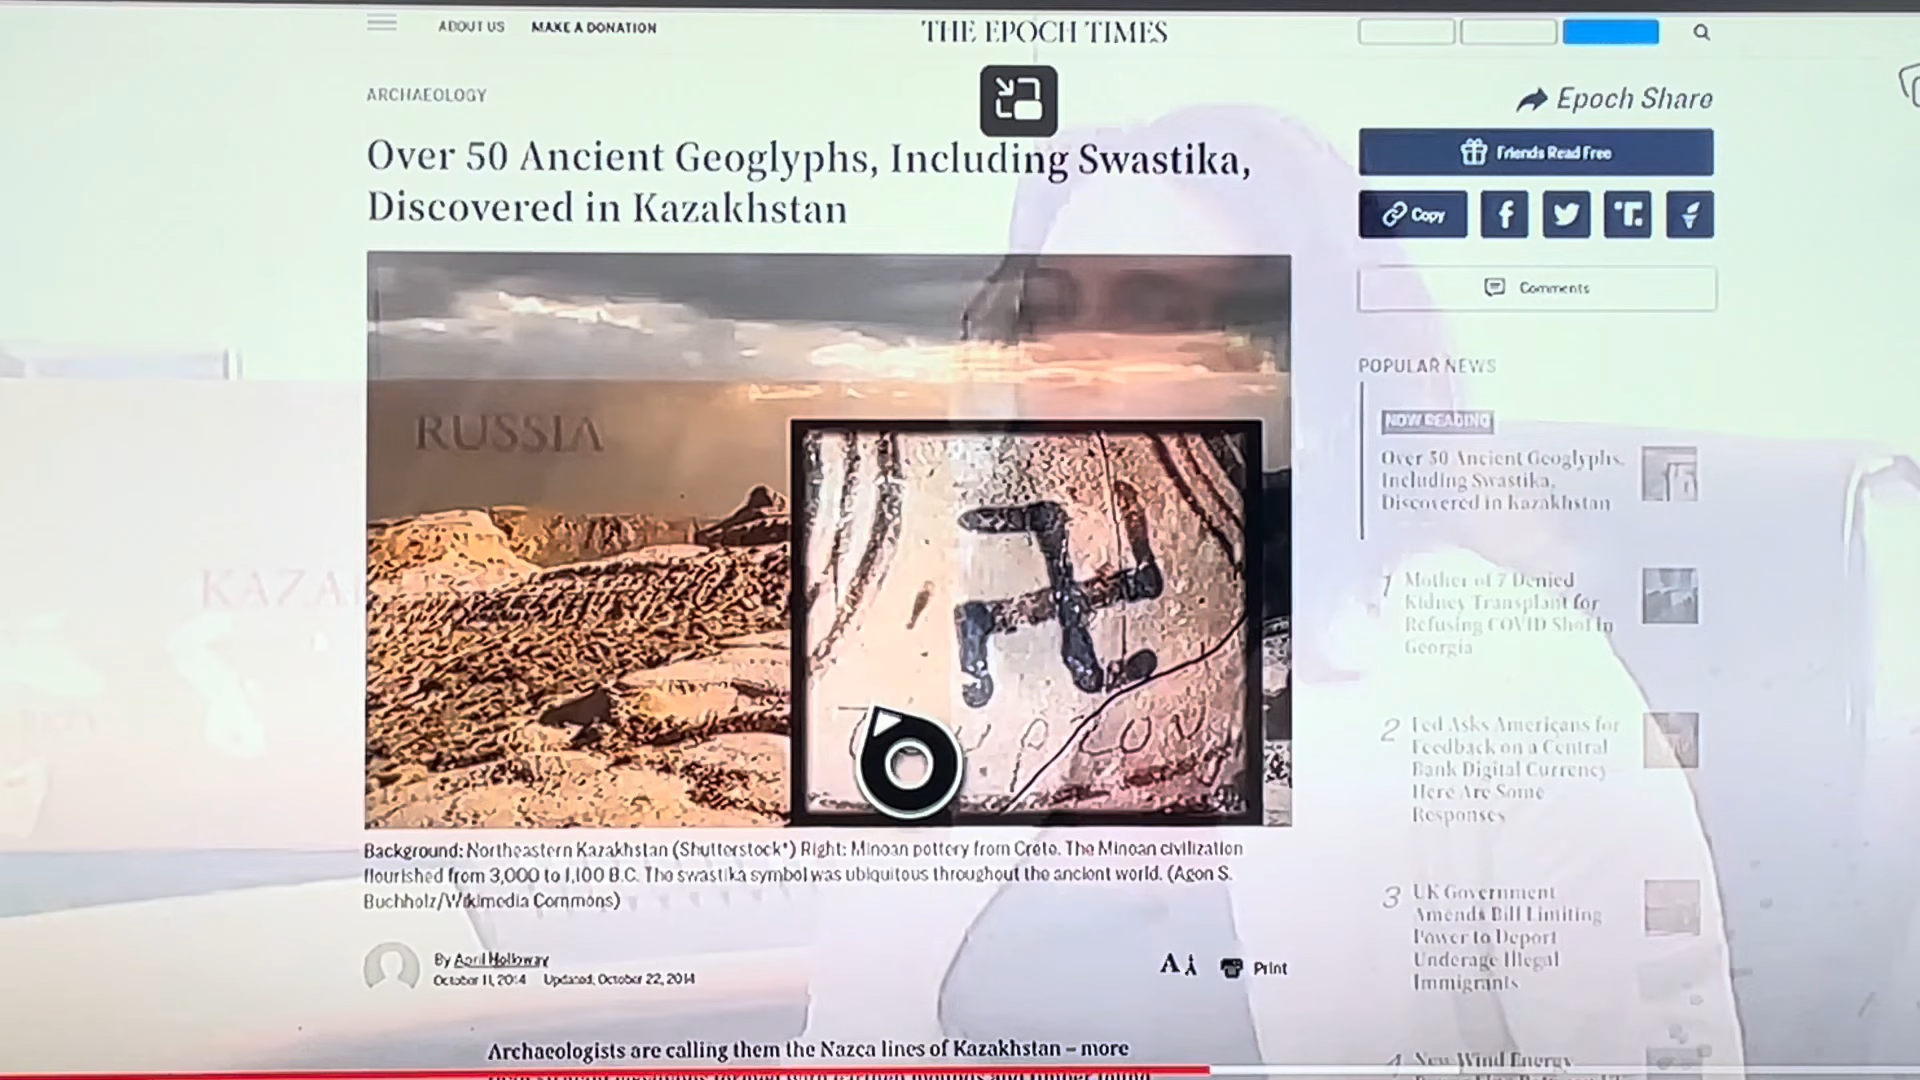 ABOUT US
MAKE A DONATION
THE EPOCH TIMES
ARCHAEOLOGY
Epoch Share
Over 50 Ancient Geoglyphs, Including Swastika,
Discovered in Kazakhstan
Friends Read Free
Copy
Comments
RUSSIA
KAZA
POPULAR NEWS
NOW READING
Over 50 Ancient Geoglyphs,
Including Swastika,
Discovered in Kazakhstan
1 Mother of 7 Denied
Kidney Transplant for
Refusing COVID Shot in
Georgia
2 Fed Asks Americans for
Feedback on a Central
Bank Digital Currency
Here Are Some
Responses
3 UK Government
Amends Bill Limiting
Power to Deport
Underage Illegal
Immigrants
4 New Wind Energy
Background: Northeastern Kazakhstan (Shutterstock*) Right: Minoan pottery from Crete. The Minoan civilization
flourished from 3,000 to 1,100 B.C. The swastika symbol was ubiquitous throughout the ancient world. (Agon S.
Buchholz/Wikimedia Commons)
By April Holloway
October 11, 2014 Updated: October 22, 2014
Print
Archaeologists are calling them the Nazca lines of Kazakhstan – more